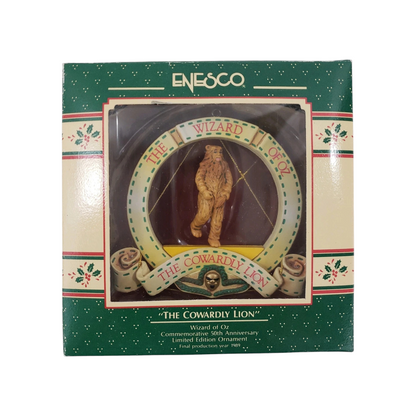 ENESCO
THE WIZARD OF OZ
THE COWARDLY LION
"THE COWARDLY LION"
Wizard of Oz
Commemorative 50th Anniversary
Limited Edition Ornament
Final production year 1989